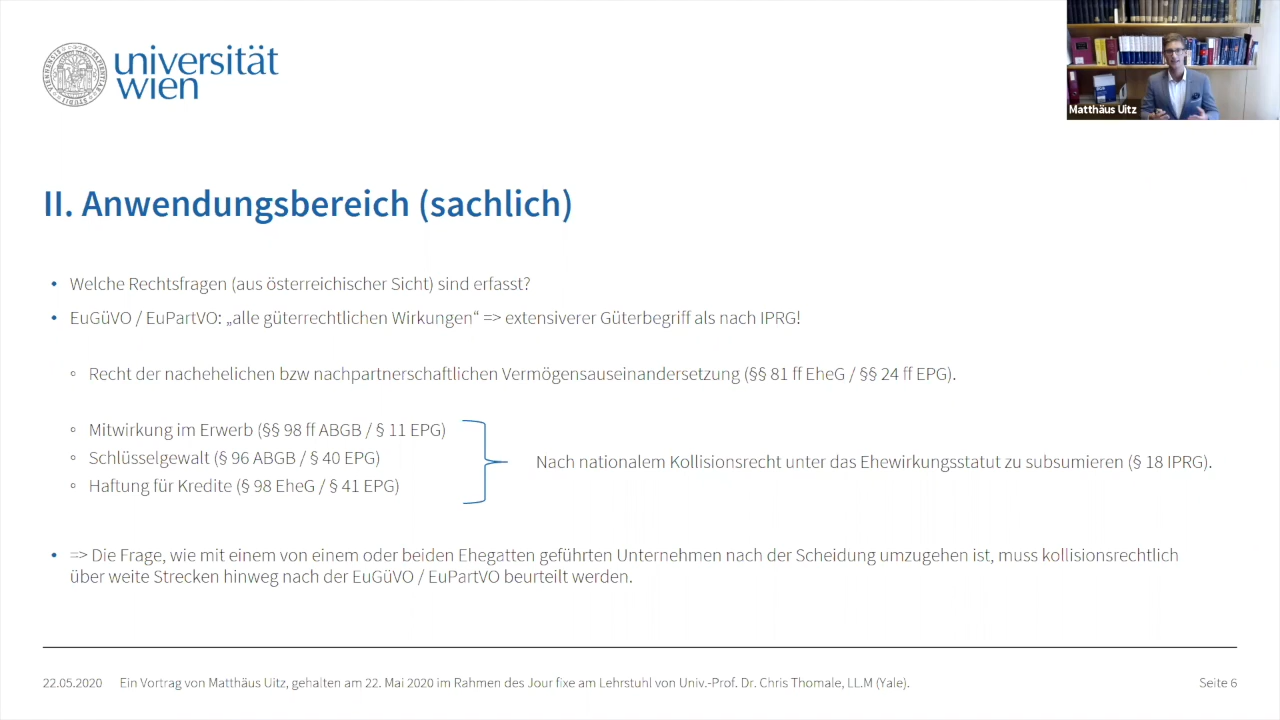 universität
wien
Matthäus Uitz
II. Anwendungsbereich (sachlich)
• Welche Rechtsfragen (aus österreichischer Sicht) sind erfasst?
• EuGüVO / EuPartVO: „alle güterrechtlichen Wirkungen“ => extensiverer Güterbegriff als nach IPRG!
◦ Recht der nachehelichen bzw nachpartnerschaftlichen Vermögensauseinandersetzung (§§ 81 ff EheG / §§ 24 ff EPG).
◦ Mitwirkung im Erwerb (§§ 98 ff ABGB / § 11 EPG)
◦ Schlüsselgewalt (§ 96 ABGB / § 40 EPG)
◦ Haftung für Kredite (§ 98 EheG / § 41 EPG)
Nach nationalem Kollisionsrecht unter das Ehewirkungsstatut zu subsumieren (§ 18 IPRG).
• => Die Frage, wie mit einem von einem oder beiden Ehegatten geführten Unternehmen nach der Scheidung umzugehen ist, muss kollisionsrechtlich
über weite Strecken hinweg nach der EuGüVO / EuPartVO beurteilt werden.
22.05.2020 Ein Vortrag von Matthäus Uitz, gehalten am 22. Mai 2020 im Rahmen des Jour fixe am Lehrstuhl von Univ.-Prof. Dr. Chris Thomale, LL.M (Yale). Seite 6